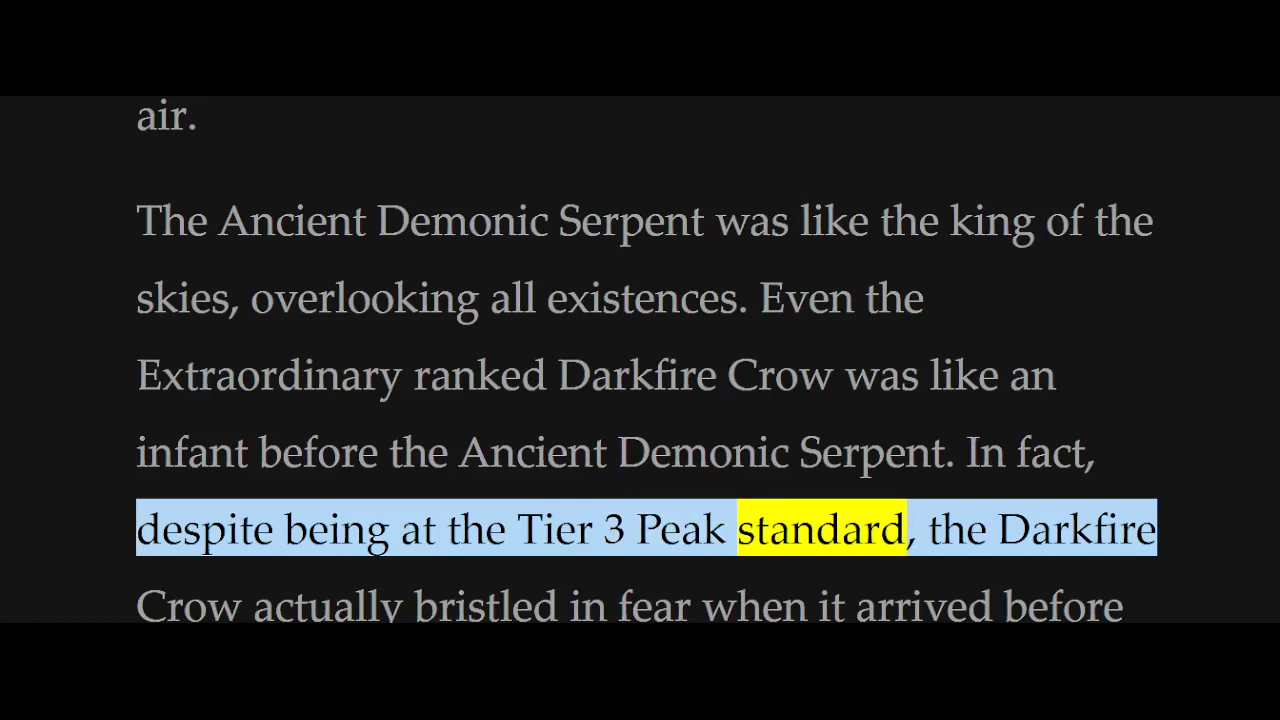 air.
The Ancient Demonic Serpent was like the king of the
skies, overlooking all existences. Even the
Extraordinary ranked Darkfire Crow was like an
infant before the Ancient Demonic Serpent. In fact,
despite being at the Tier 3 Peak standard, the Darkfire
Crow actually bristled in fear when it arrived before